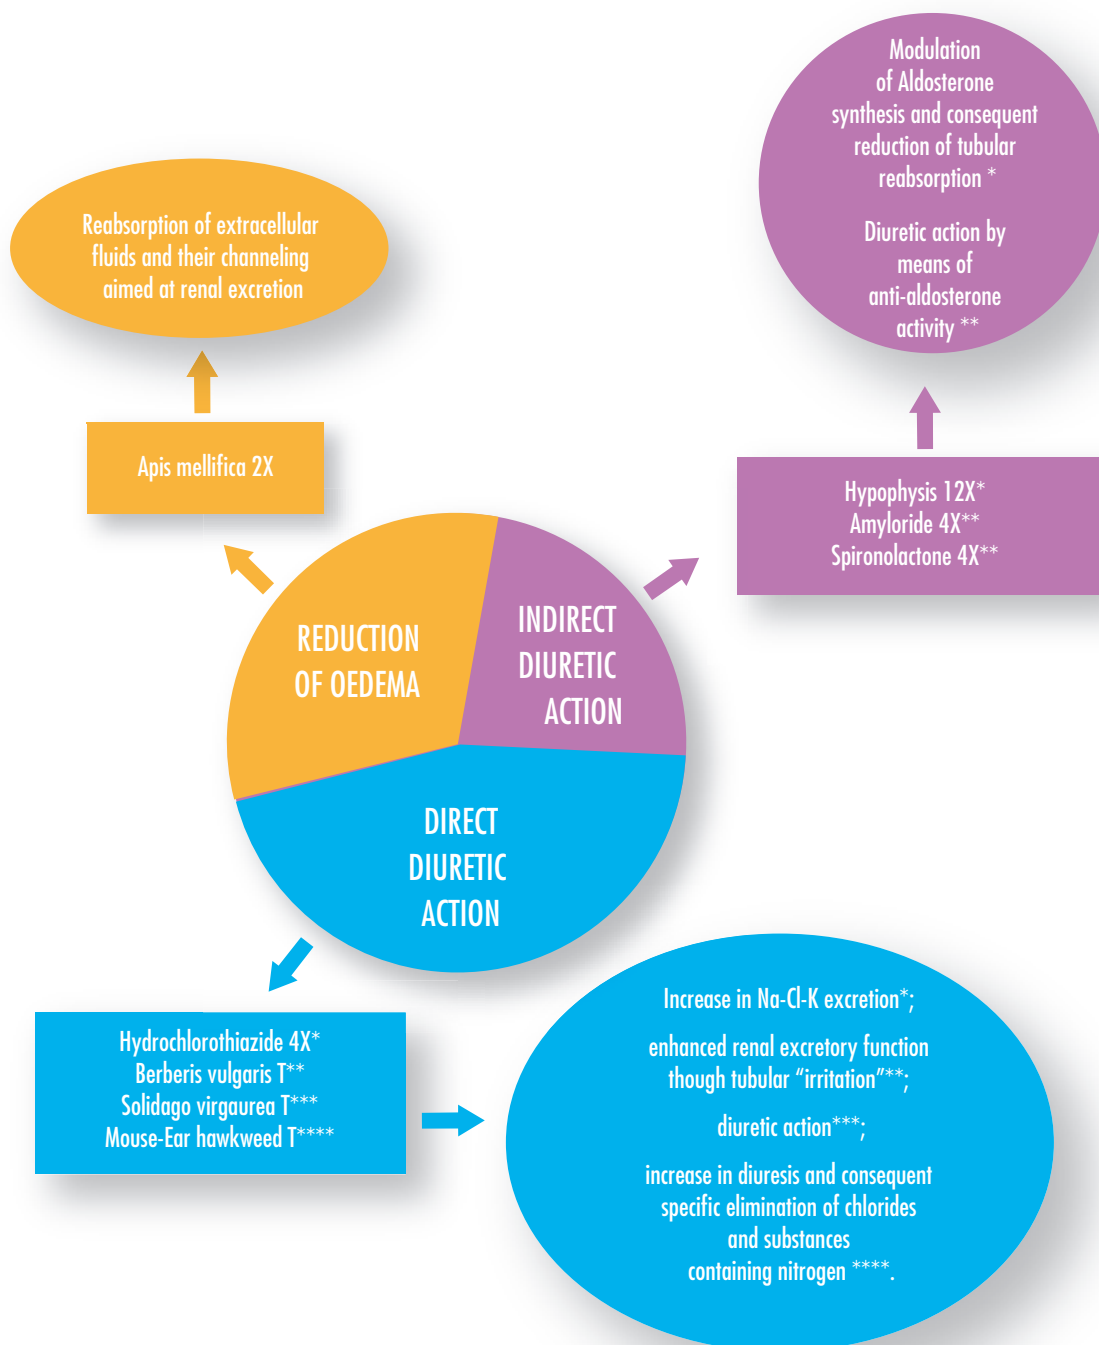 Modulation
of Aldosterone
synthesis and consequent
reduction of tubular
reabsorption *
Diuretic action by
means of
anti-aldosterone
activity **
Reabsorption of extracellular
fluids and their channeling
aimed at renal excretion
Apis mellifica 2X
Hypophysis 12X*
Amyloride 4X**
Spironolactone 4X**
REDUCTION
OF OEDEMA
INDIRECT
DIURETIC
ACTION
DIRECT
DIURETIC
ACTION
Hydrochlorothiazide 4X*
Berberis vulgaris T**
Solidago virgaurea T***
Mouse-Ear hawkweed T****
Increase in Na-Cl-K excretion*;
enhanced renal excretory function
though tubular “irritation”**;
diuretic action***;
increase in diuresis and consequent
specific elimination of chlorides
and substances
containing nitrogen ****.